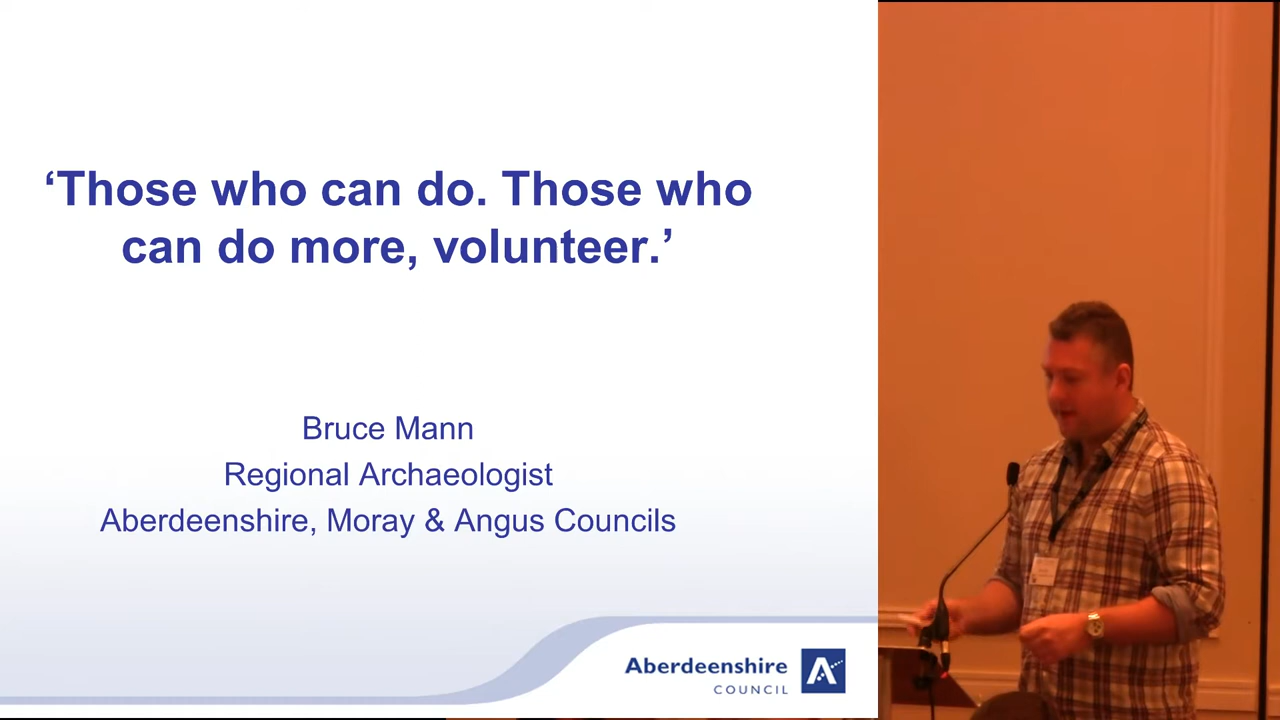 ‘Those who can do. Those who
can do more, volunteer.’
Bruce Mann
Regional Archaeologist
Aberdeenshire, Moray & Angus Councils
Aberdeenshire
COUNCIL